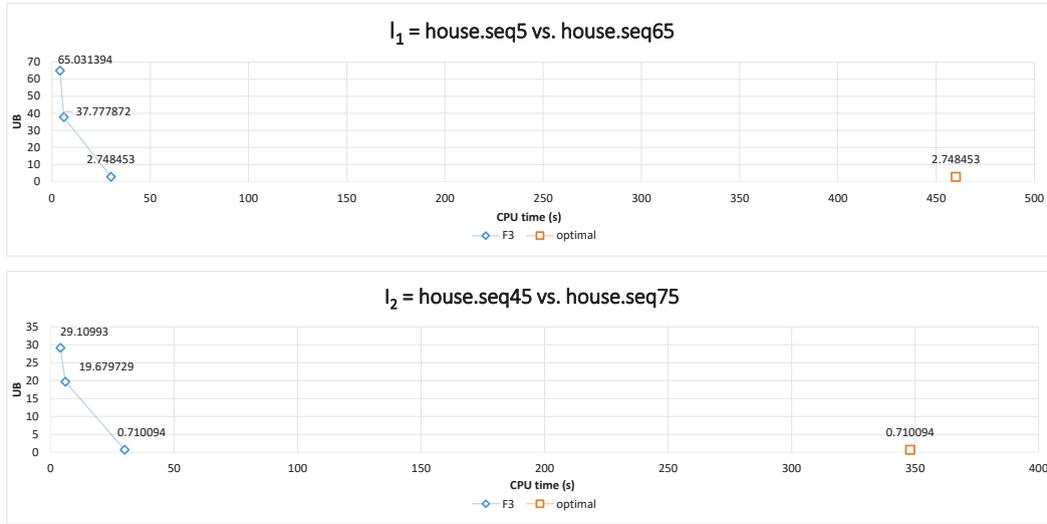 I1 = house.seq5 vs. house.seq65
70
65.031394
60
50
40
37.777872
UB
30
20
2.748453
2.748453
10
0
0 50 100 150 200 250 300 350 400 450 500
CPU time (s)
F3 optimal
I2 = house.seq45 vs. house.seq75
35
29.10993
30
25
19.679729
20
UB
15
10
5
0.710094
0.710094
0
0 50 100 150 200 250 300 350 400
CPU time (s)
F3 optimal